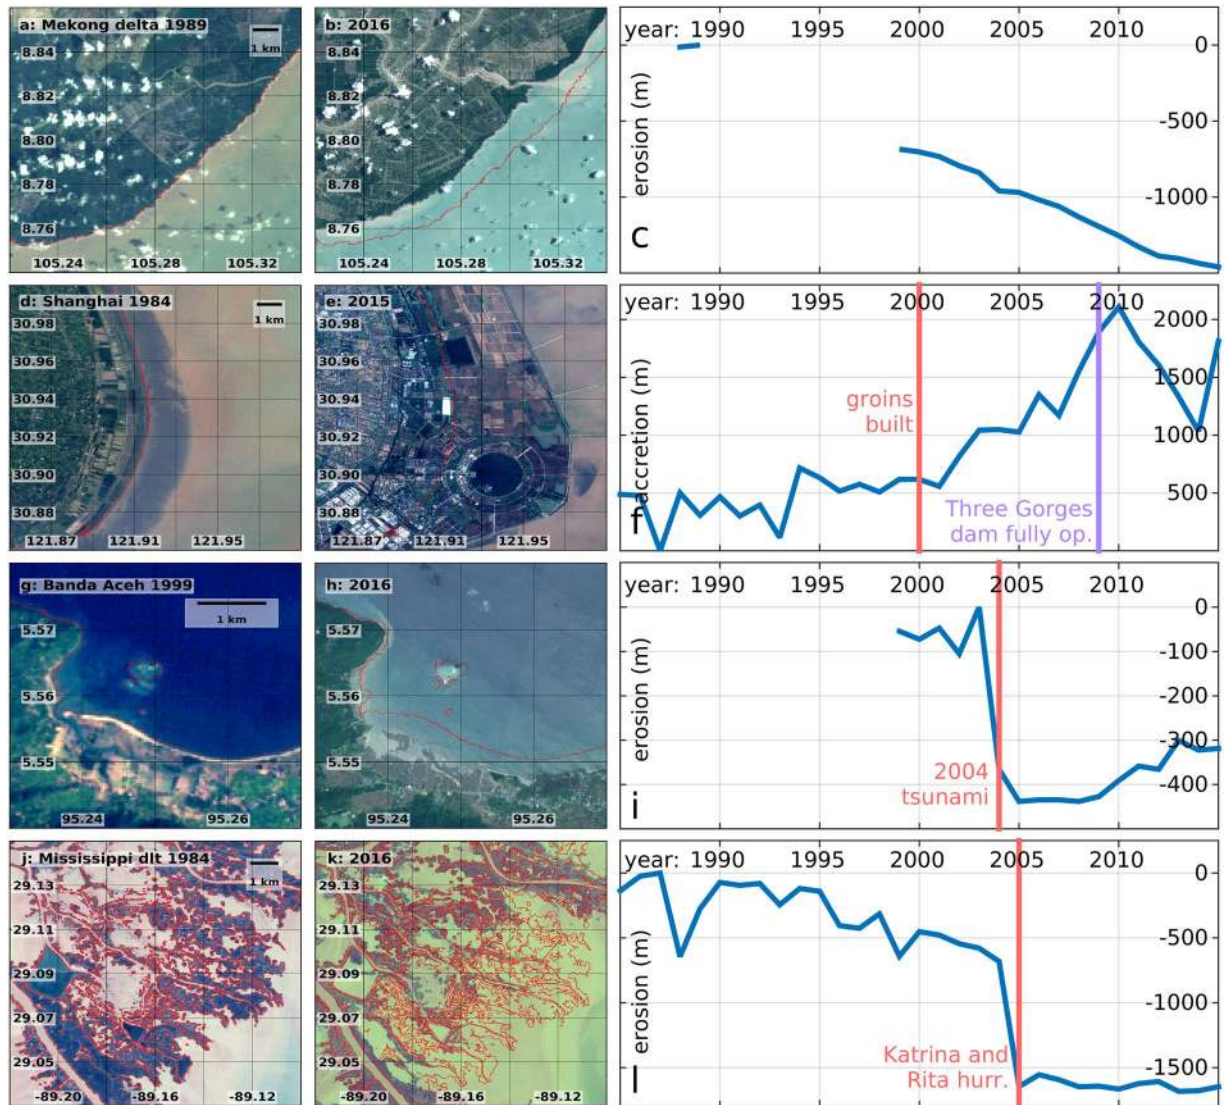 a: Mekong delta 1989
1 km
8.84
8.82
8.80
8.78
8.76
105.24 105.28 105.32
b: 2016
8.84
8.82
8.80
8.78
8.76
105.24 105.28 105.32
year: 1990 1995 2000 2005 2010
erosion (m)
0
-500
-1000
c
d: Shanghai 1984
1 km
30.98
30.96
30.94
30.92
30.90
30.88
121.87 121.91 121.95
e: 2015
30.98
30.96
30.94
30.92
30.90
30.88
121.87 121.91 121.95
year: 1990 1995 2000 2005 2010
accretion (m)
2000
1500
1000
500
groins
built
Three Gorges
dam fully op.
f
g: Banda Aceh 1999
1 km
5.57
5.56
5.55
95.24 95.26
h: 2016
5.57
5.56
5.55
95.24 95.26
year: 1990 1995 2000 2005 2010
erosion (m)
0
-100
-200
-300
-400
2004
tsunami
i
j: Mississippi dlt 1984
1 km
29.13
29.11
29.09
29.07
29.05
-89.20 -89.16 -89.12
k: 2016
29.13
29.11
29.09
29.07
29.05
-89.20 -89.16 -89.12
year: 1990 1995 2000 2005 2010
erosion (m)
0
-500
-1000
-1500
Katrina and
Rita hurr.
l